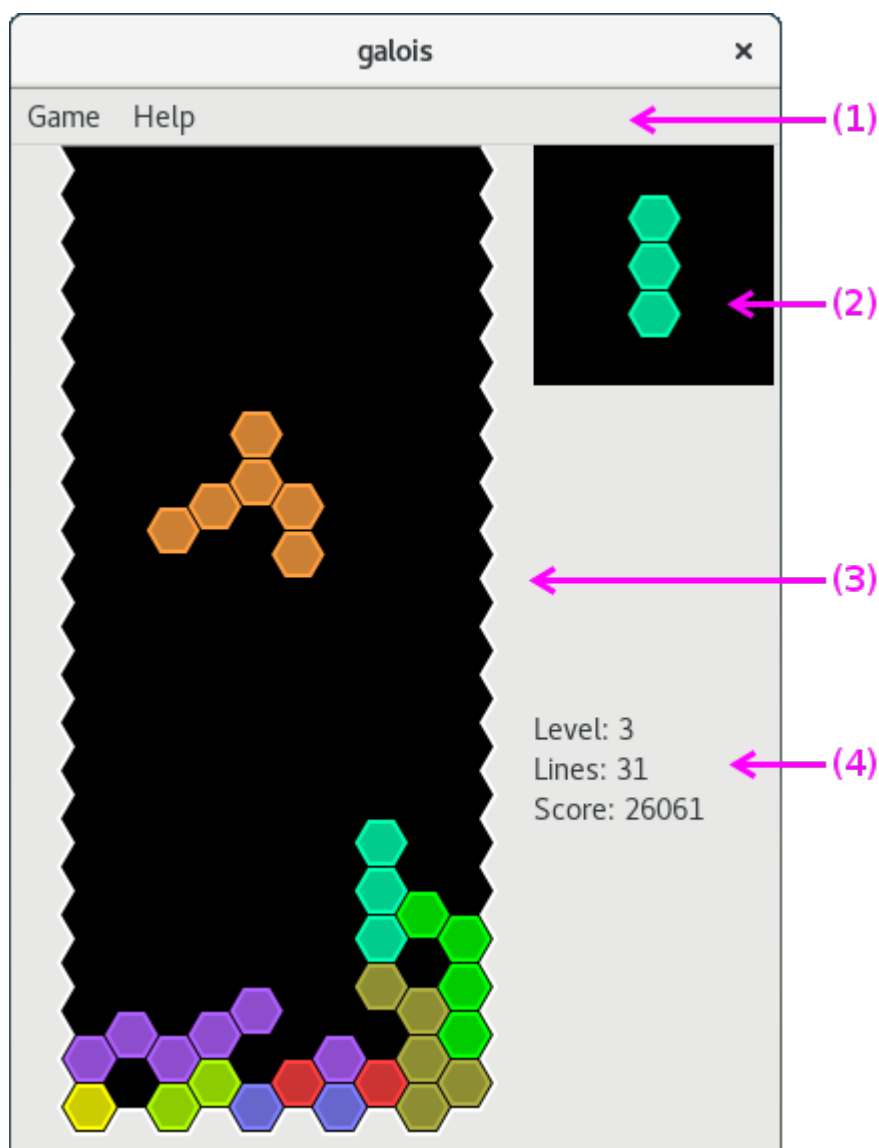 galois ×
Game Help (1)
(2)
(3)
Level: 3
Lines: 31 (4)
Score: 26061